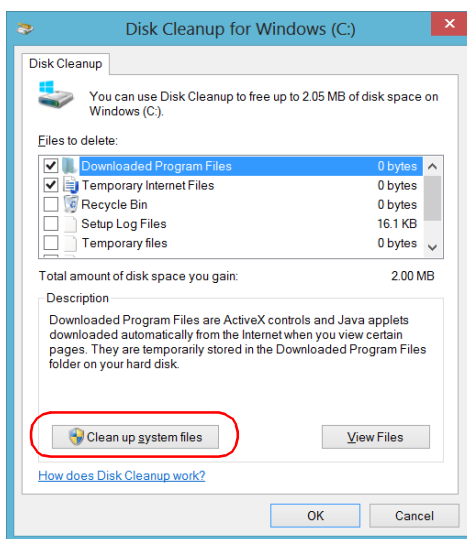 Disk Cleanup for Windows (C:)
Disk Cleanup
You can use Disk Cleanup to free up to 2.05 MB of disk space on
Windows (C:).
Files to delete:
Downloaded Program Files 0 bytes
Temporary Internet Files 0 bytes
Recycle Bin 0 bytes
Setup Log Files 16.1 KB
Temporary files 0 bytes
Total amount of disk space you gain: 2.00 MB
Description
Downloaded Program Files are ActiveX controls and Java applets
downloaded automatically from the Internet when you view certain
pages. They are temporarily stored in the Downloaded Program Files
folder on your hard disk.
Clean up system files View Files
How does Disk Cleanup work?
OK Cancel